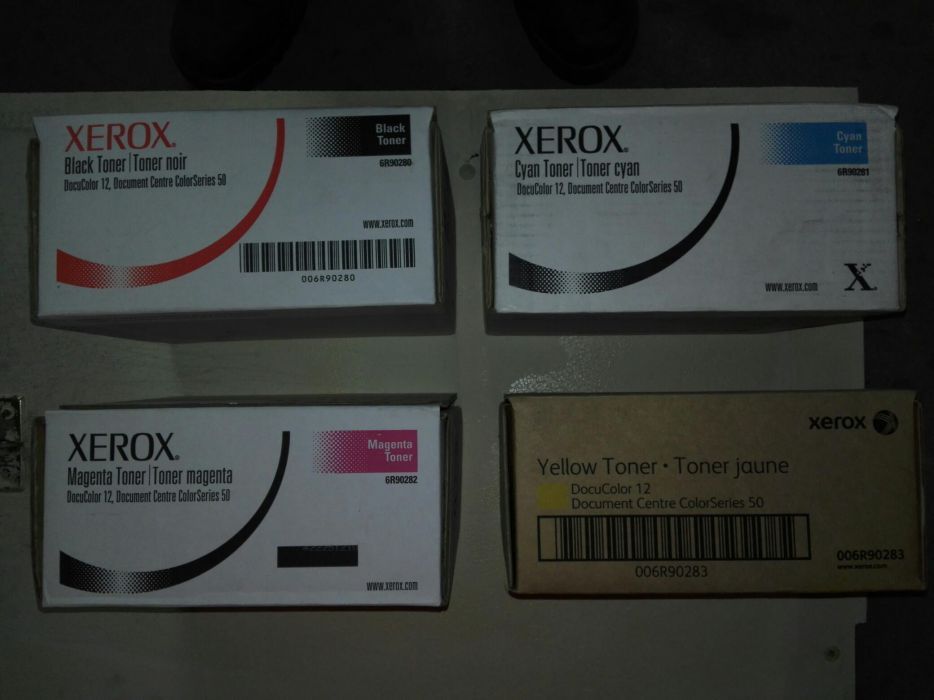 XEROX®
Black Toner | Toner noir
DocuColor 12, Document Centre ColorSeries 50
Black
Toner
6R90280
www.xerox.com
006R90280
XEROX®
Cyan Toner | Toner cyan
DocuColor 12, Document Centre ColorSeries 50
Cyan
Toner
6R90281
www.xerox.com
X®
XEROX®
Magenta Toner | Toner magenta
DocuColor 12, Document Centre ColorSeries 50
Magenta
Toner
6R90282
www.xerox.com
xerox
Yellow Toner • Toner jaune
DocuColor 12
Document Centre ColorSeries 50
006R90283
006R90283
www.xerox.com